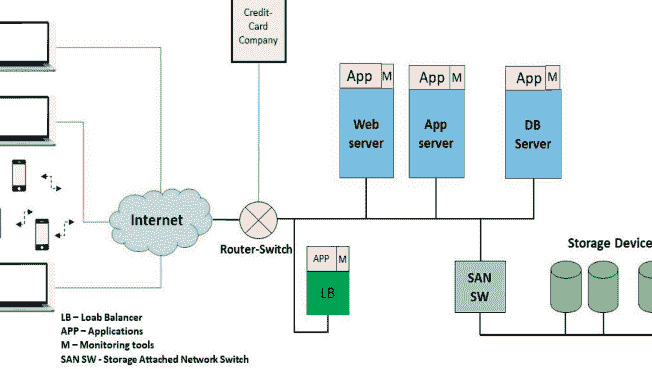 Credit-
Card
Company
App M
App M
App M
Web
server
App
server
DB
Server
Internet
Router-Switch
Storage Device
APP M
LB
SAN
SW
LB – Loab Balancer
APP – Applications
M – Monitoring tools
SAN SW - Storage Attached Network Switch